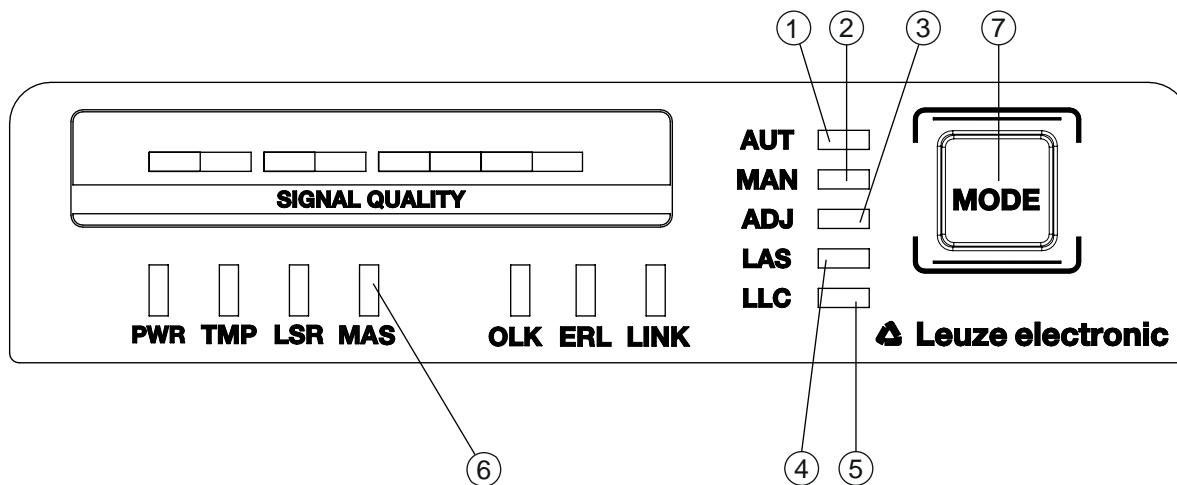 1 2 3 7
AUT
MAN
SIGNAL QUALITY
MODE
ADJ
LAS
LLC
PWR TMP LSR MAS OLK ERL LINK
Leuze electronic
6 4 5